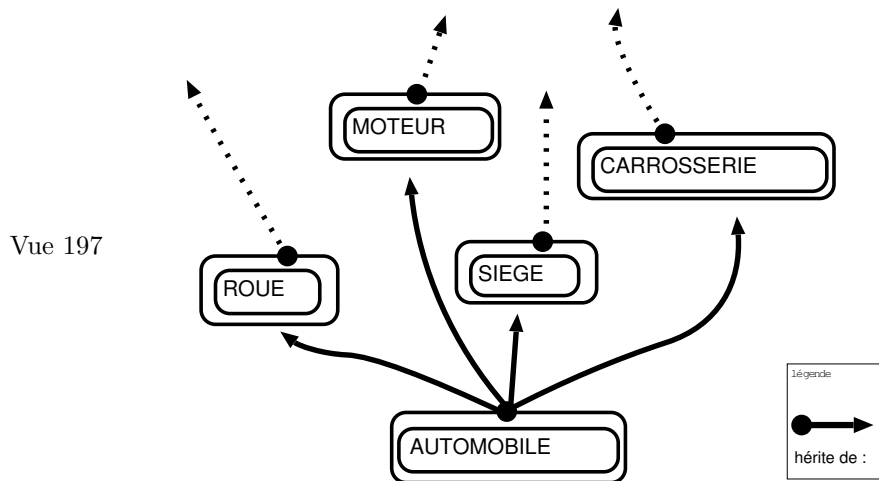 MOTEUR
CARROSSERIE
Vue 197
ROUE
SIEGE
AUTOMOBILE
légende
hérite de :